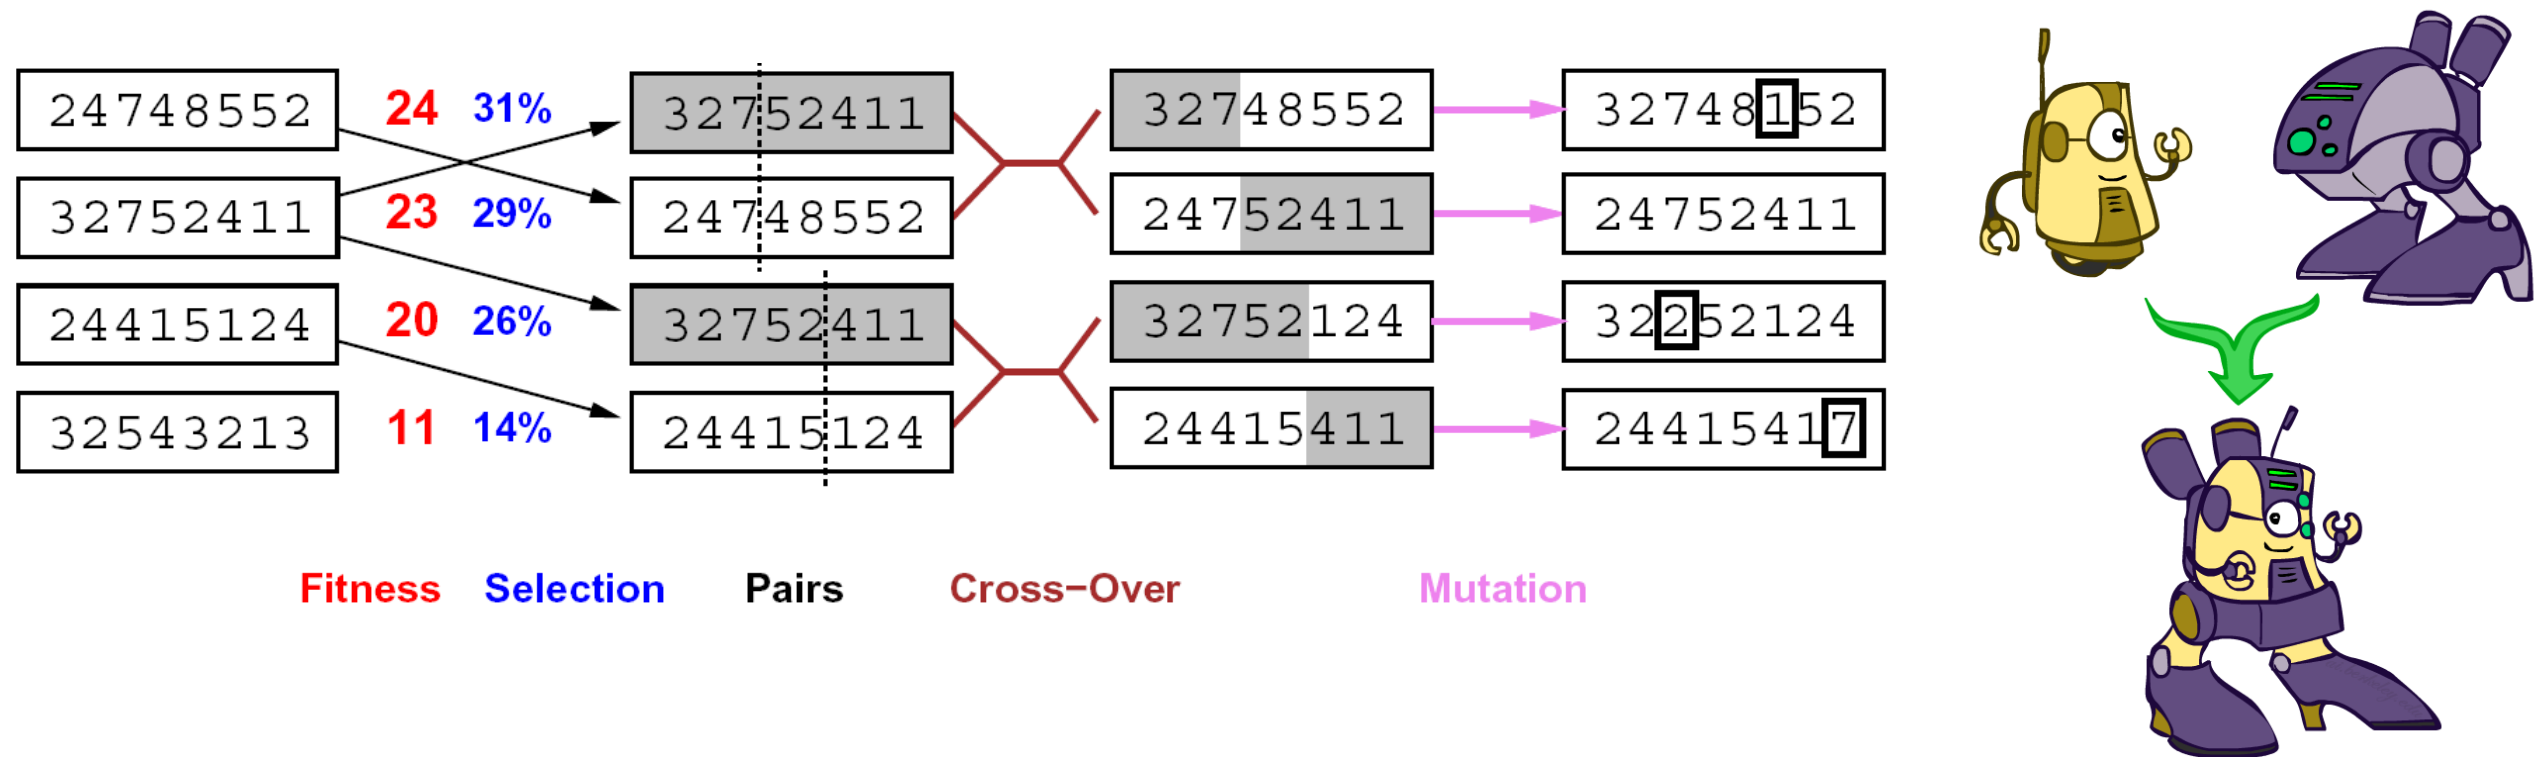 24748552 24 31% 32752411 32748552 32748152
32752411 23 29% 24748552 24752411 24752411
24415124 20 26% 32752411 32752124 32252124
32543213 11 14% 24415124 24415411 24415417
Fitness Selection Pairs Cross−Over Mutation